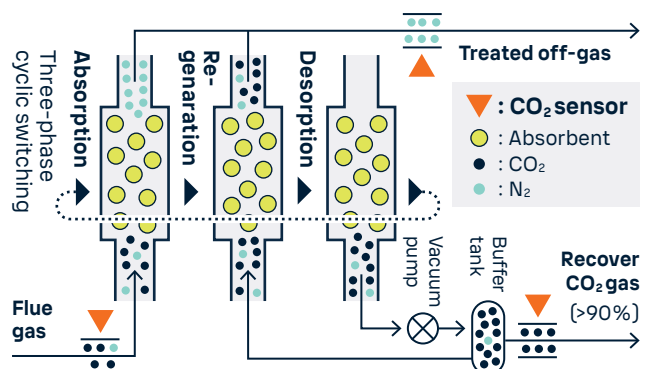 Three-phase
cyclic switching
Absorption
Re-
genaration
Desorption
Treated off-gas
: CO₂ sensor
: Absorbent
: CO₂
: N₂
Vacuum
pump
Buffer
tank
Recover
CO₂ gas
(>90%)
Flue
gas